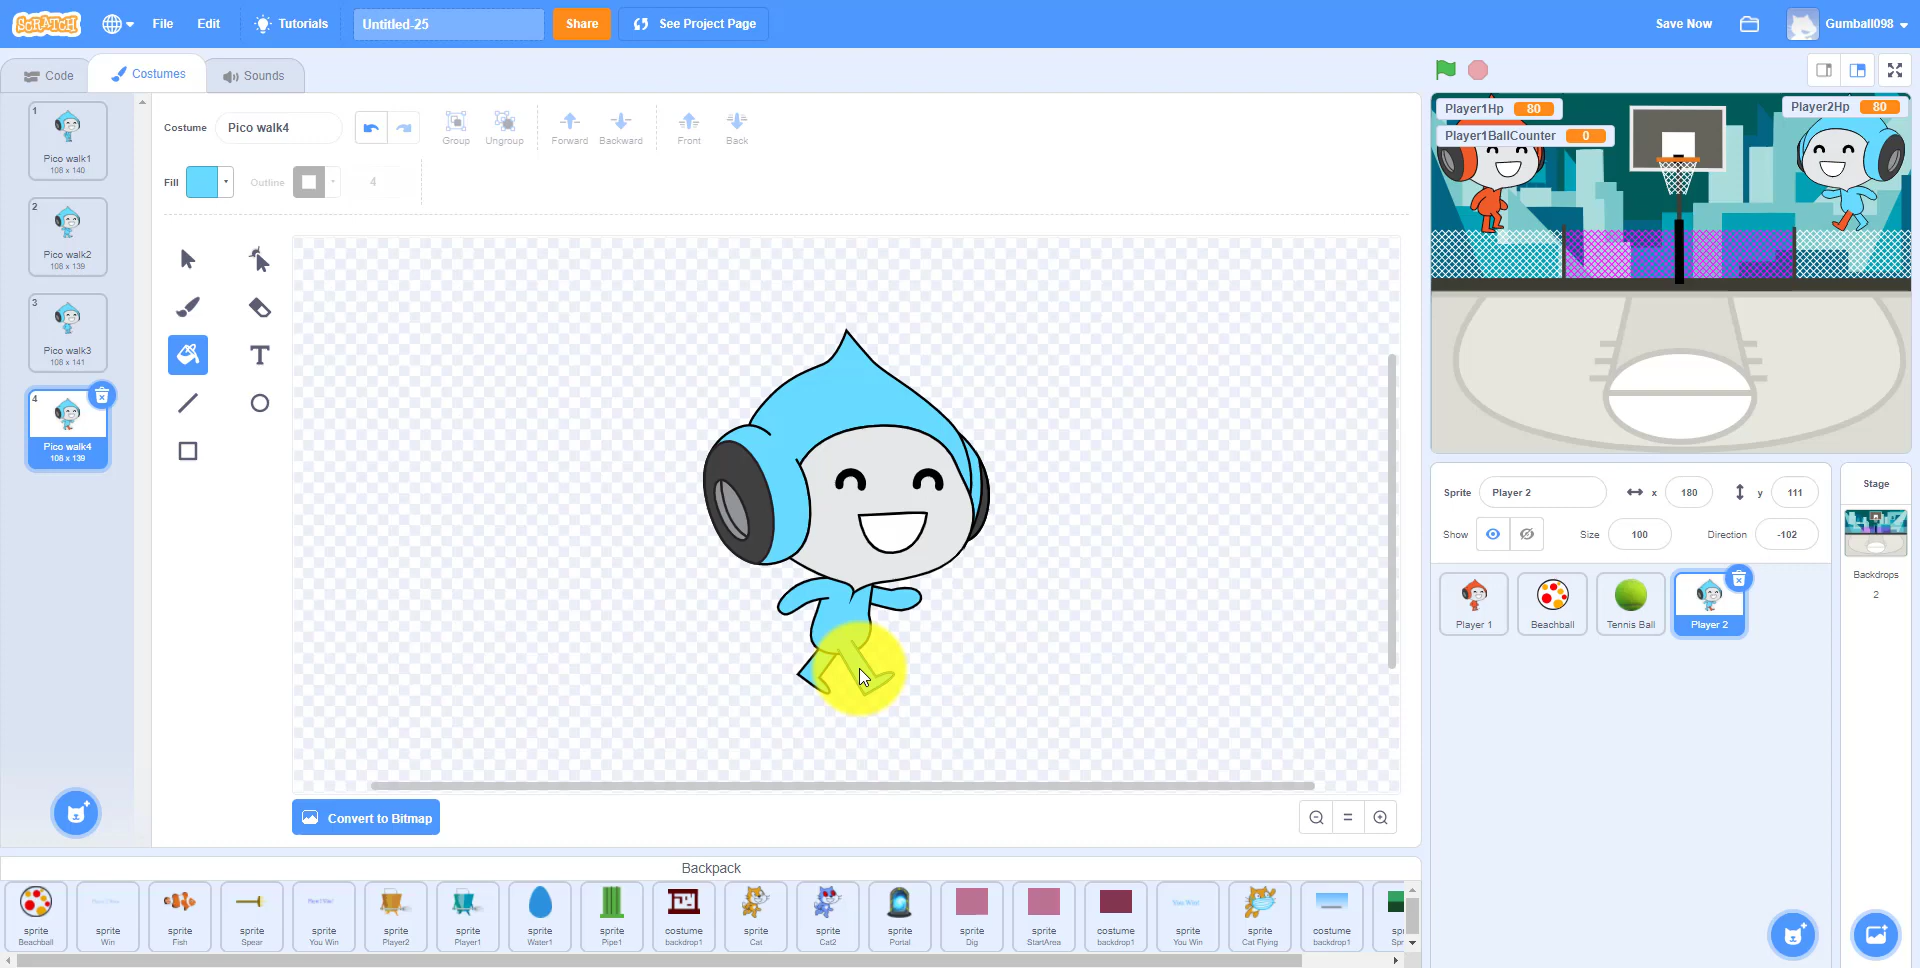 SCRATCH
File
Edit
Tutorials
Untitled-25
Share
See Project Page
Save Now
Gumball098
Code
Costumes
Sounds
1
Pico walk1
108 x 140
2
Pico walk2
108 x 139
3
Pico walk3
108 x 141
4
Pico walk4
108 x 139
Costume
Pico walk4
Group
Ungroup
Forward
Backward
Front
Back
Fill
Outline
4
Convert to Bitmap
Player1Hp 80
Player2Hp 80
Player1BallCounter 0
Sprite
Player 2
x
180
y
111
Show
Size
100
Direction
-102
Player 1
Beachball
Tennis Ball
Player 2
Stage
Backdrops
2
Backpack
sprite
Beachball
sprite
Win
sprite
Fish
sprite
Spear
sprite
You Win
sprite
Player2
sprite
Player1
sprite
Water1
sprite
Pipe1
costume
backdrop1
sprite
Cat
sprite
Cat2
sprite
Portal
sprite
Dig
sprite
StartArea
costume
backdrop1
sprite
You Win
sprite
Cat Flying
costume
backdrop1